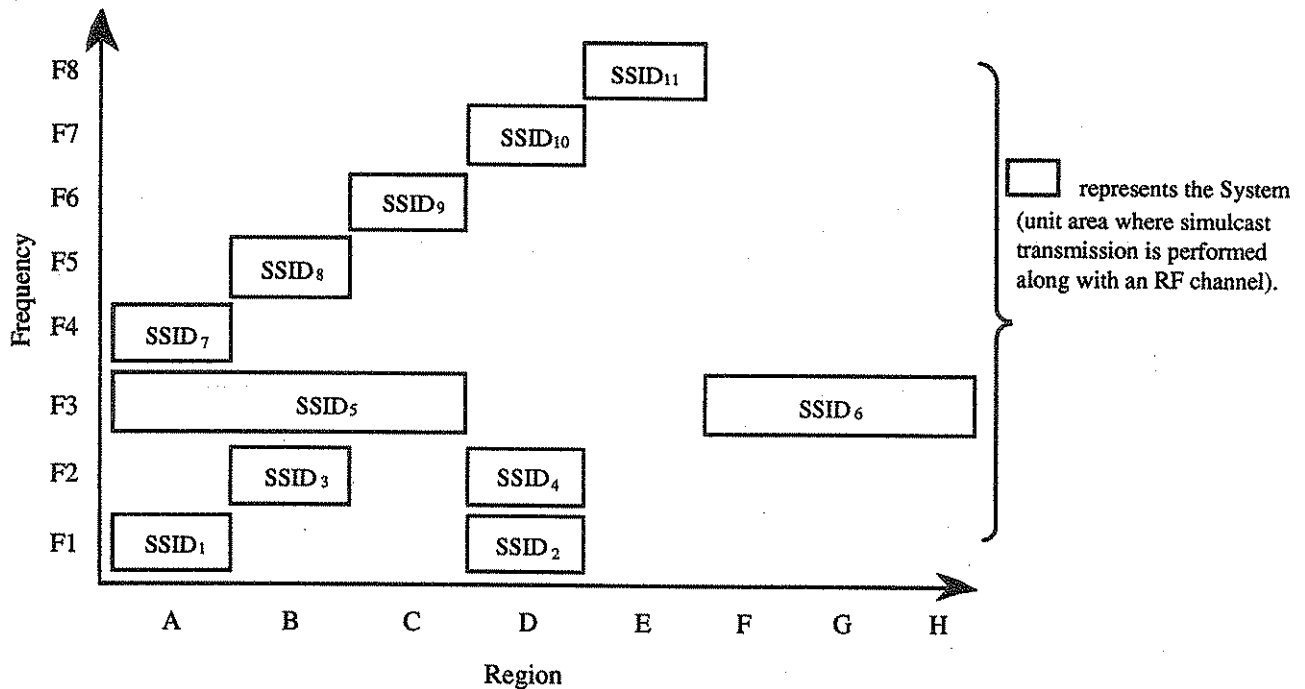 F8
SSID₁₁
F7
SSID₁₀
represents the System
(unit area where simulcast
transmission is performed
along with an RF channel).
F6
SSID₉
F5
SSID₈
Frequency
F4
SSID₇
F3
SSID₅
SSID₆
F2
SSID₃
SSID₄
F1
SSID₁
SSID₂
A B C D E F G H
Region